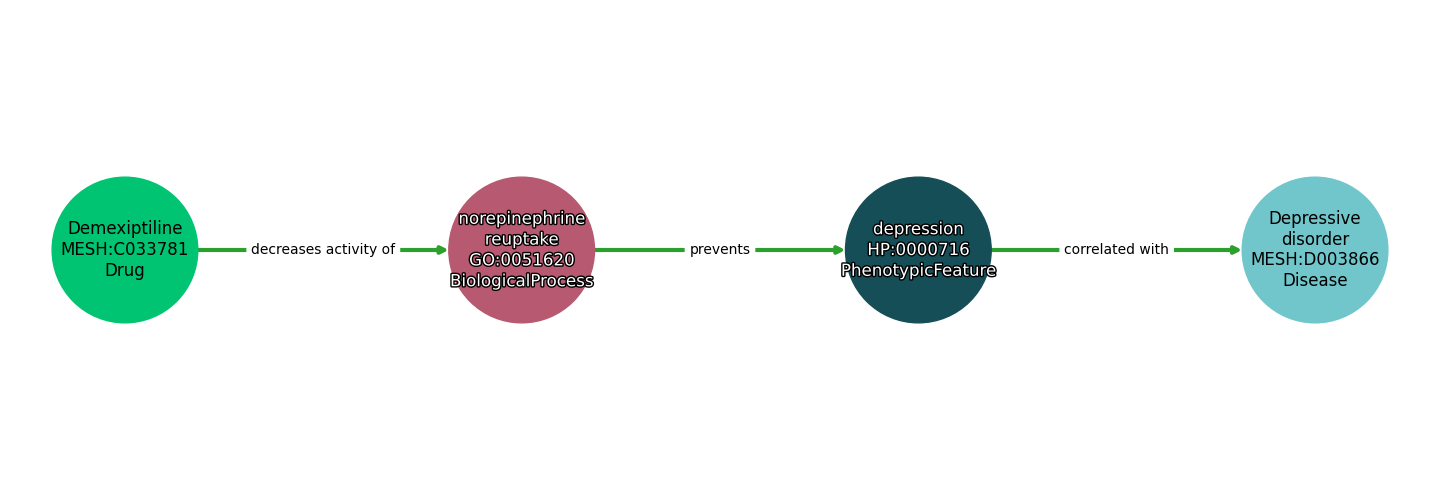 Demexiptiline
MESH:C033781
Drug
decreases activity of
norepinephrine
reuptake
GO:0051620
BiologicalProcess
prevents
depression
HP:0000716
PhenotypicFeature
correlated with
Depressive
disorder
MESH:D003866
Disease